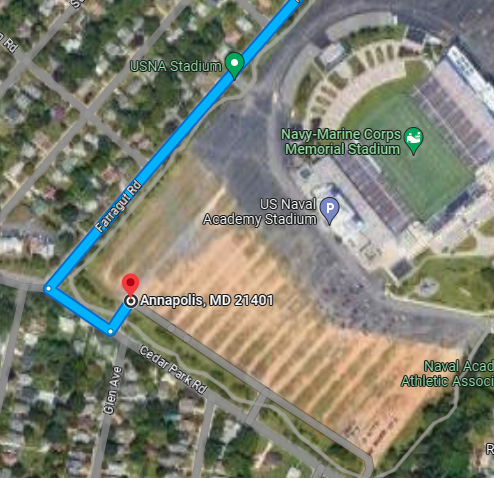 n Rd
S
USNA Stadium
Navy-Marine Corps
Memorial Stadium
US Naval
Academy Stadium
P
Farragut Rd
Annapolis, MD 21401
Cedar Park Rd
Glen Ave
Naval Acad
Athletic Associ
R